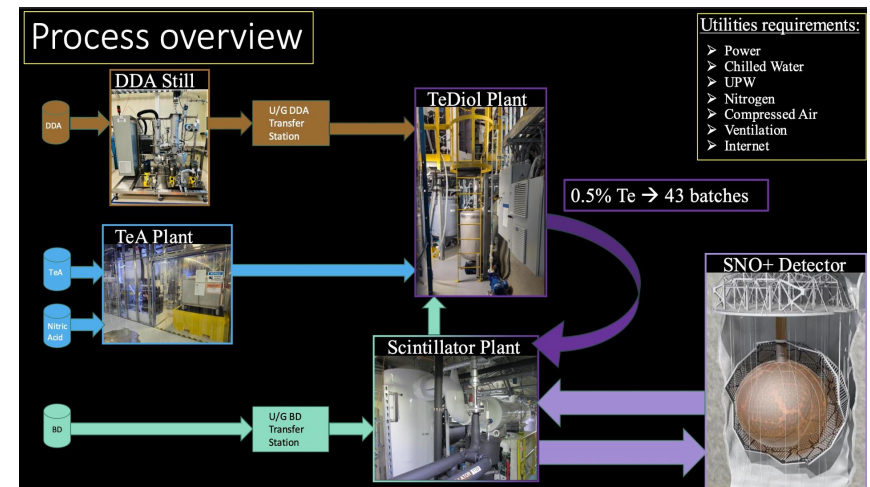 Process overview
Utilities requirements:
➢ Power
➢ Chilled Water
➢ UPW
➢ Nitrogen
➢ Compressed Air
➢ Ventilation
➢ Internet
DDA Still
DDA
U/G DDA
Transfer
Station
TeDiol Plant
0.5% Te → 43 batches
TeA Plant
TeA
Nitric
Acid
SNO+ Detector
Scintillator Plant
BD
U/G BD
Transfer
Station